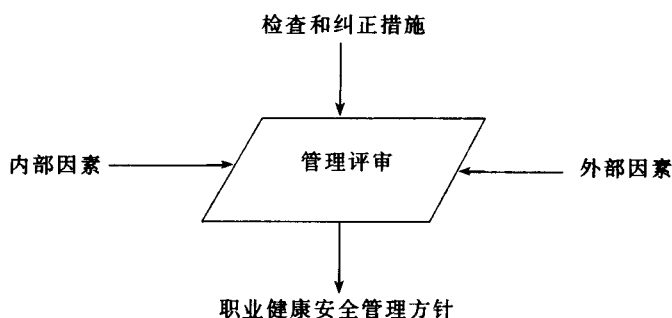 检查和纠正措施
内部因素
管理评审
外部因素
职业健康安全管理方针